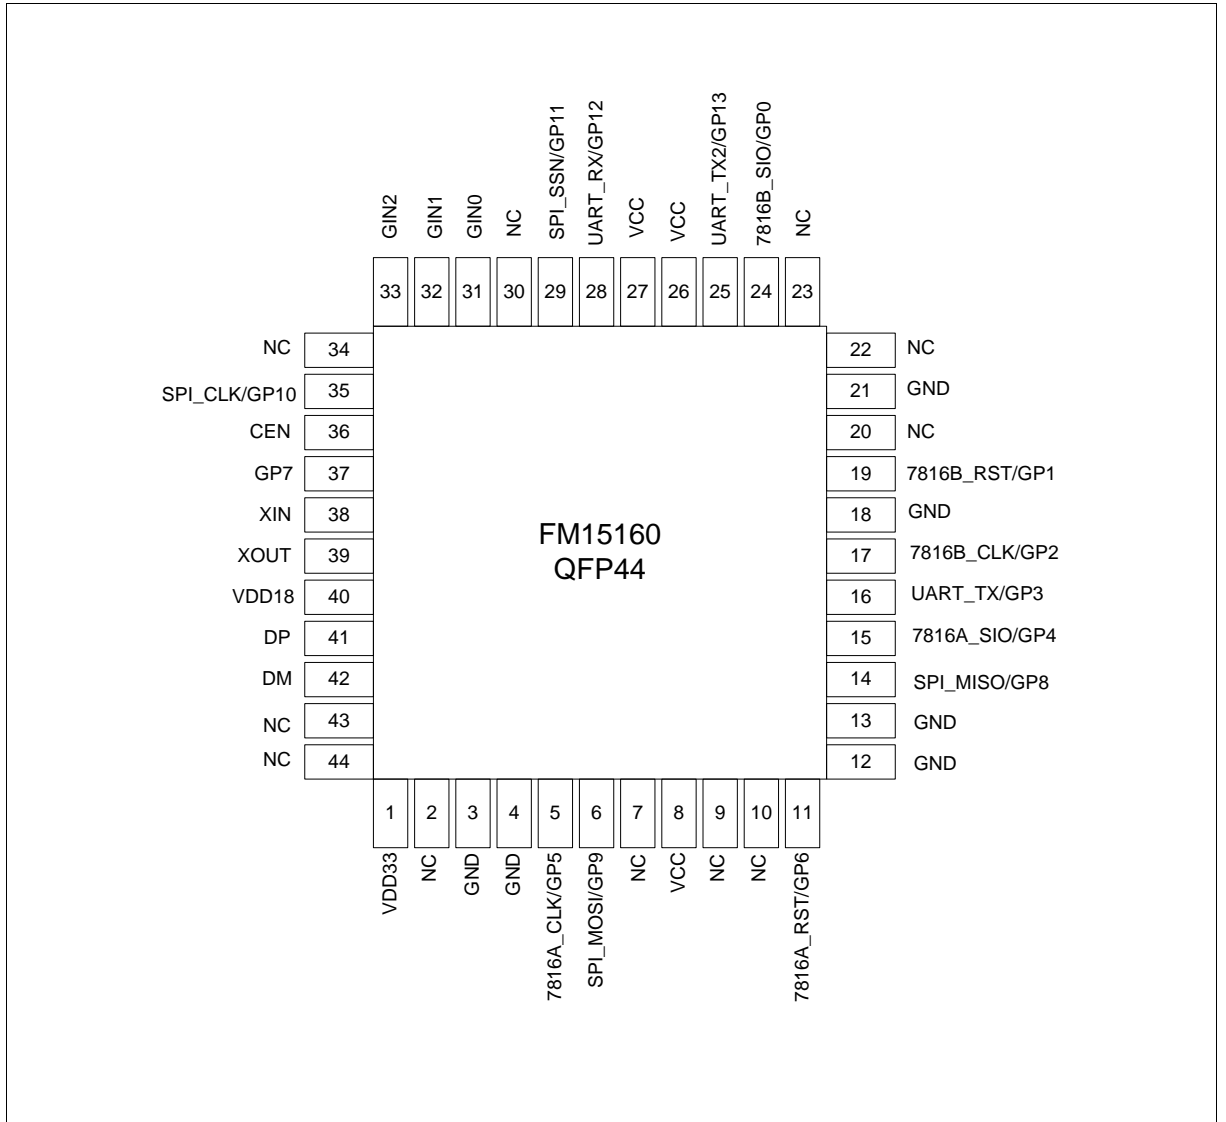 GIN2
GIN1
GIN0
NC
SPI_SSN/GP11
UART_RX/GP12
VCC
VCC
UART_TX2/GP13
7816B_SIO/GP0
NC
33
32
31
30
29
28
27
26
25
24
23
NC 34
SPI_CLK/GP10 35
CEN 36
GP7 37
XIN 38
XOUT 39
VDD18 40
DP 41
DM 42
NC 43
NC 44
FM15160
QFP44
22 NC
21 GND
20 NC
19 7816B_RST/GP1
18 GND
17 7816B_CLK/GP2
16 UART_TX/GP3
15 7816A_SIO/GP4
14 SPI_MISO/GP8
13 GND
12 GND
1
2
3
4
5
6
7
8
9
10
11
VDD33
NC
GND
GND
7816A_CLK/GP5
SPI_MOSI/GP9
NC
VCC
NC
NC
7816A_RST/GP6